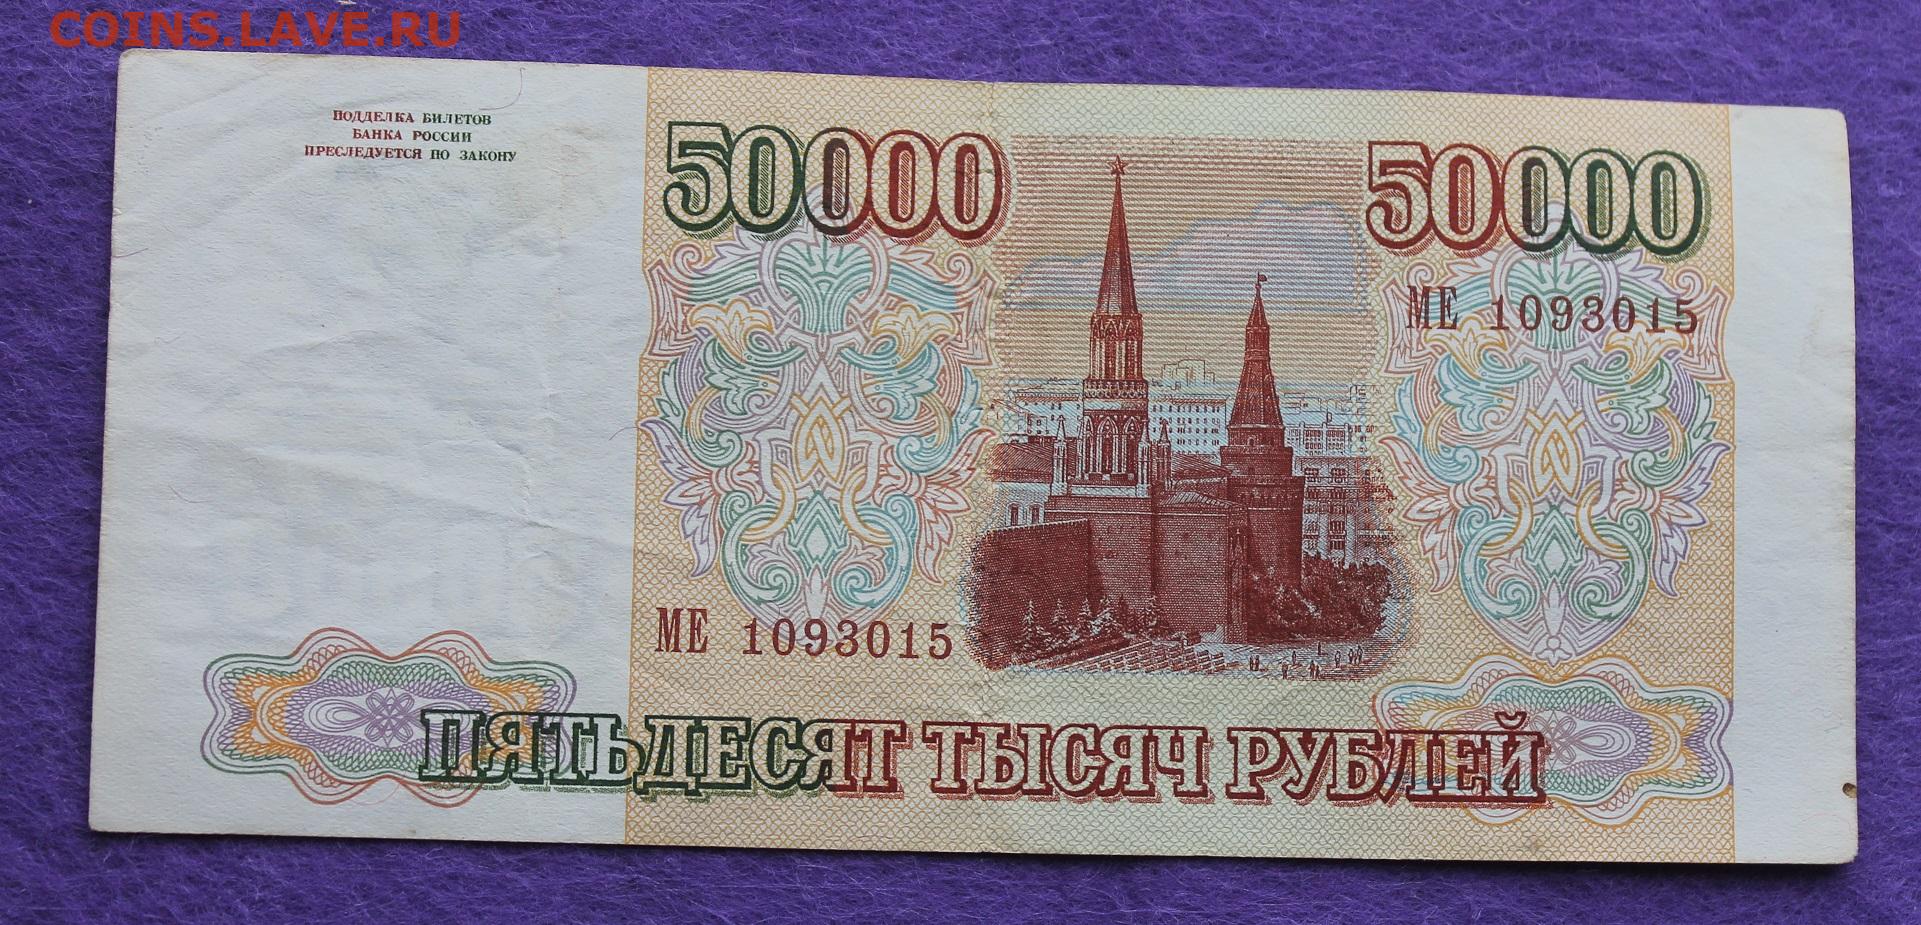 COINS.LAVE.RU
ПОДДЕЛКА БИЛЕТОВ
БАНКА РОССИИ
ПРЕСЛЕДУЕТСЯ ПО ЗАКОНУ
50000
50000
МЕ 1093015
МЕ 1093015
ПЯТЬДЕСЯТ ТЫСЯЧ РУБЛЕЙ